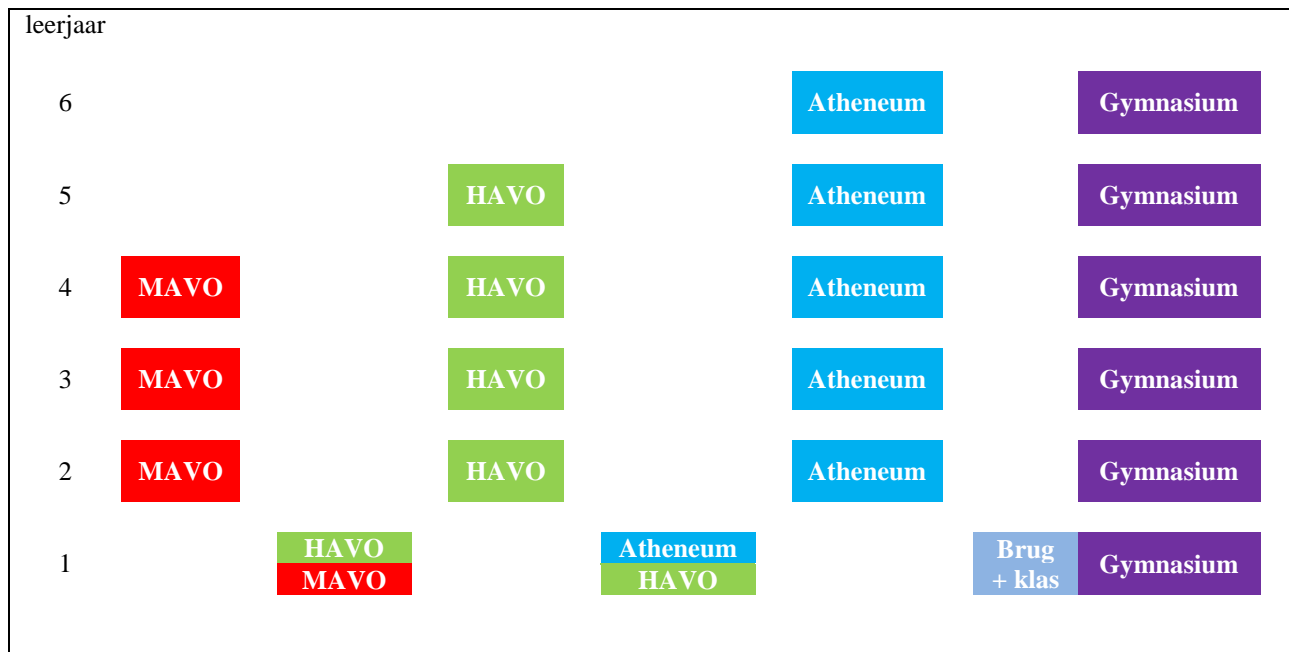 leerjaar
6 Atheneum Gymnasium
5 HAVO Atheneum Gymnasium
4 MAVO HAVO Atheneum Gymnasium
3 MAVO HAVO Atheneum Gymnasium
2 MAVO HAVO Atheneum Gymnasium
1
HAVO
MAVO
Atheneum
HAVO
Brug
+ klas
Gymnasium